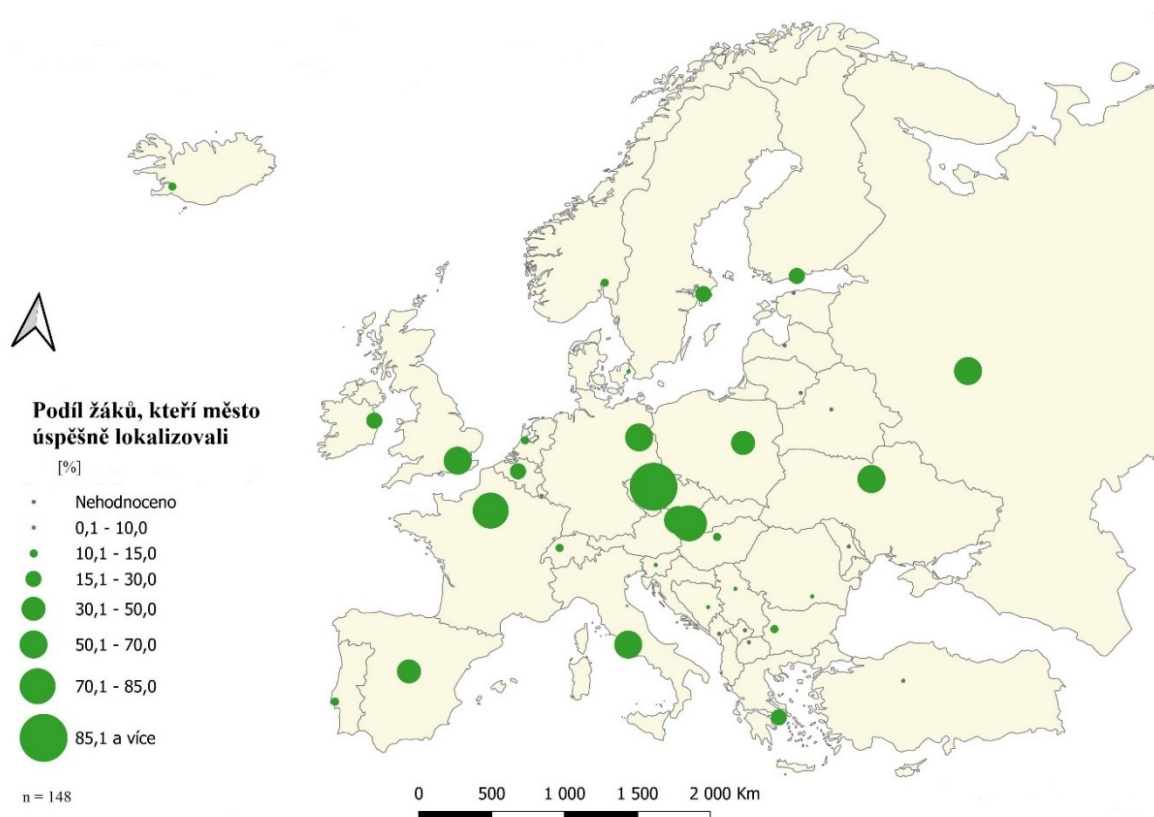 Podíl žáků, kteří město
úspěšně lokalizovali
[%]
Nehodnoceno
0,1 - 10,0
10,1 - 15,0
15,1 - 30,0
30,1 - 50,0
50,1 - 70,0
70,1 - 85,0
85,1 a více
n = 148
0 500 1 000 1 500 2 000 Km